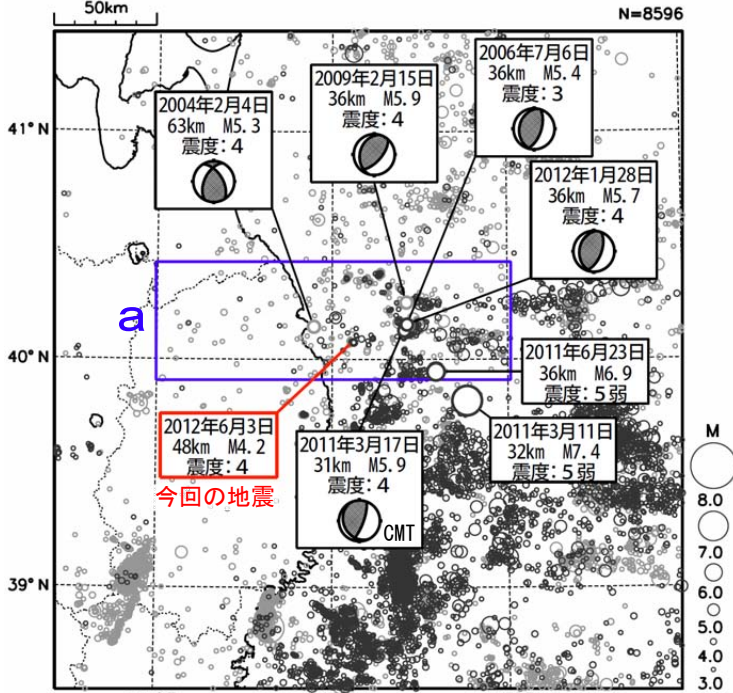 50km
N=8596
2006年7月6日
36km M5.4
震度：3
2009年2月15日
36km M5.9
震度：4
2004年2月4日
63km M5.3
震度：4
41°N
2012年1月28日
36km M5.7
震度：4
a
40°N
2011年6月23日
36km M6.9
震度：5弱
2012年6月3日
48km M4.2
震度：4
今回の地震
2011年3月11日
32km M7.4
震度：5弱
2011年3月17日
31km M5.9
震度：4
CMT
39°N
M
8.0
7.0
6.0
5.0
4.0
3.0